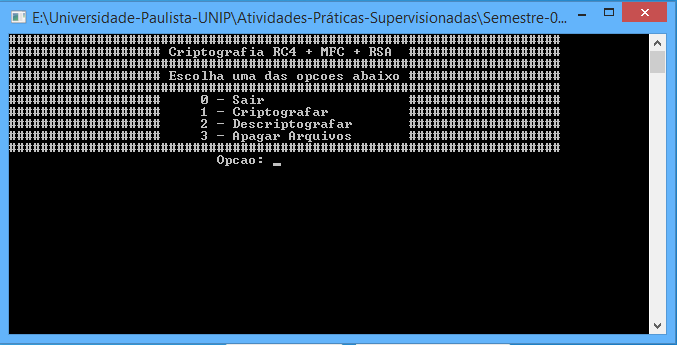 E:\Universidade-Paulista-UNIP\Atividades-Práticas-Supervisionadas\Semestre-0...
#####################################################################
################### Criptografia RC4 + MFC + RSA  ###################
#####################################################################
################### Escolha uma das opcoes abaixo ###################
#####################################################################
###################     0 - Sair                  ###################
###################     1 - Criptografar          ###################
###################     2 - Descriptografar       ###################
###################     3 - Apagar Arquivos       ###################
#####################################################################
Opcao: _